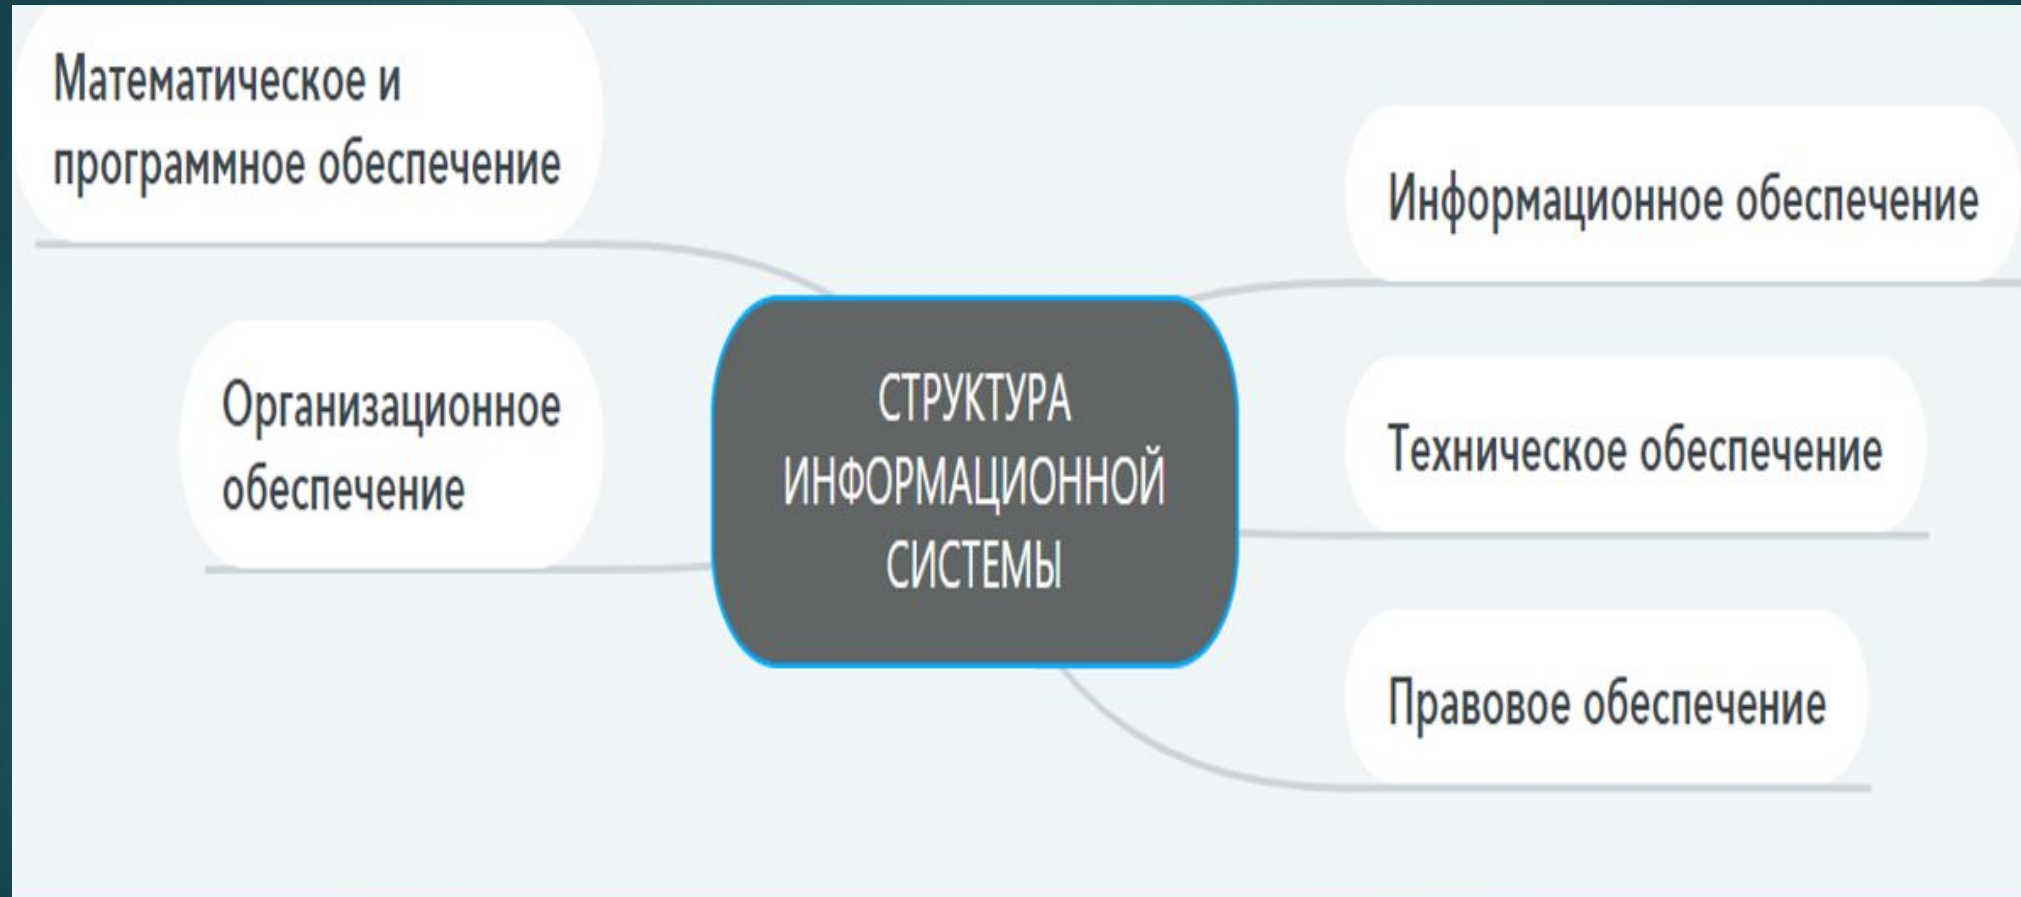 Математическое и
программное обеспечение
Организационное
обеспечение
СТРУКТУРА
ИНФОРМАЦИОННОЙ
СИСТЕМЫ
Информационное обеспечение
Техническое обеспечение
Правовое обеспечение